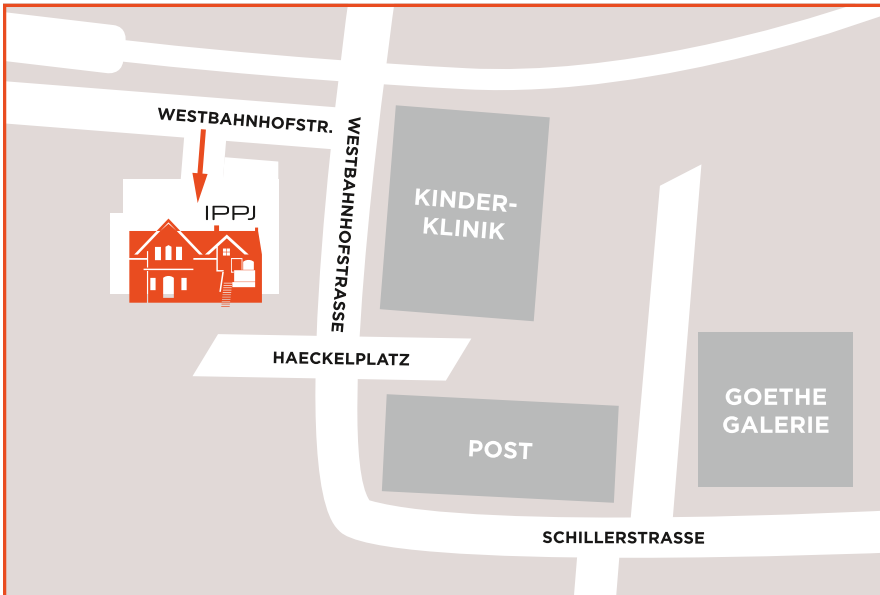 WESTBAHNHOFSTR.
WESTBAHNHOFSTRASSE
IPPJ
KINDER-
KLINIK
HAECKELPLATZ
GOETHE
GALERIE
POST
SCHILLERSTRASSE